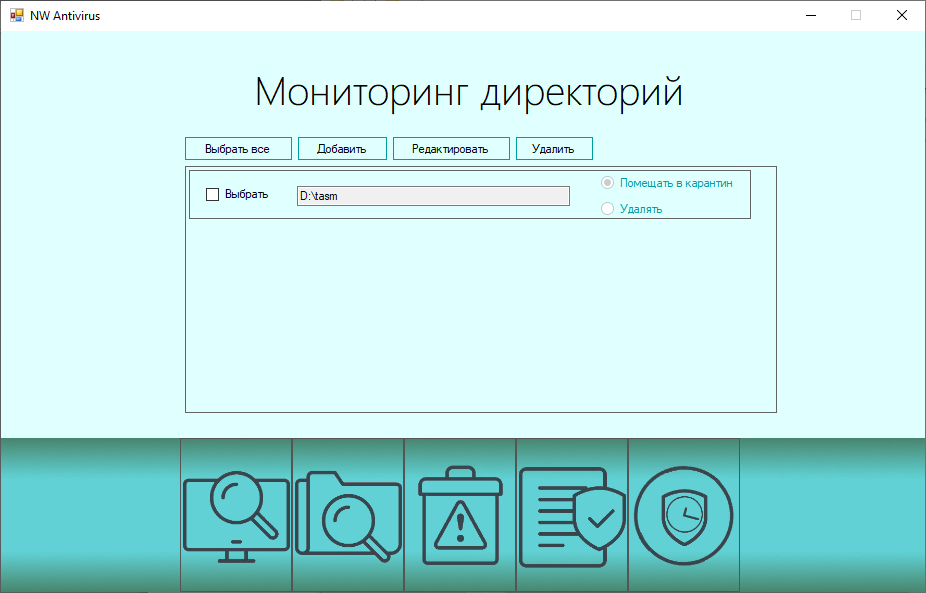 NW Antivirus
Мониторинг директорий
Выбрать все Добавить Редактировать Удалить
Выбрать D:\tasm Помещать в карантин
Удалять